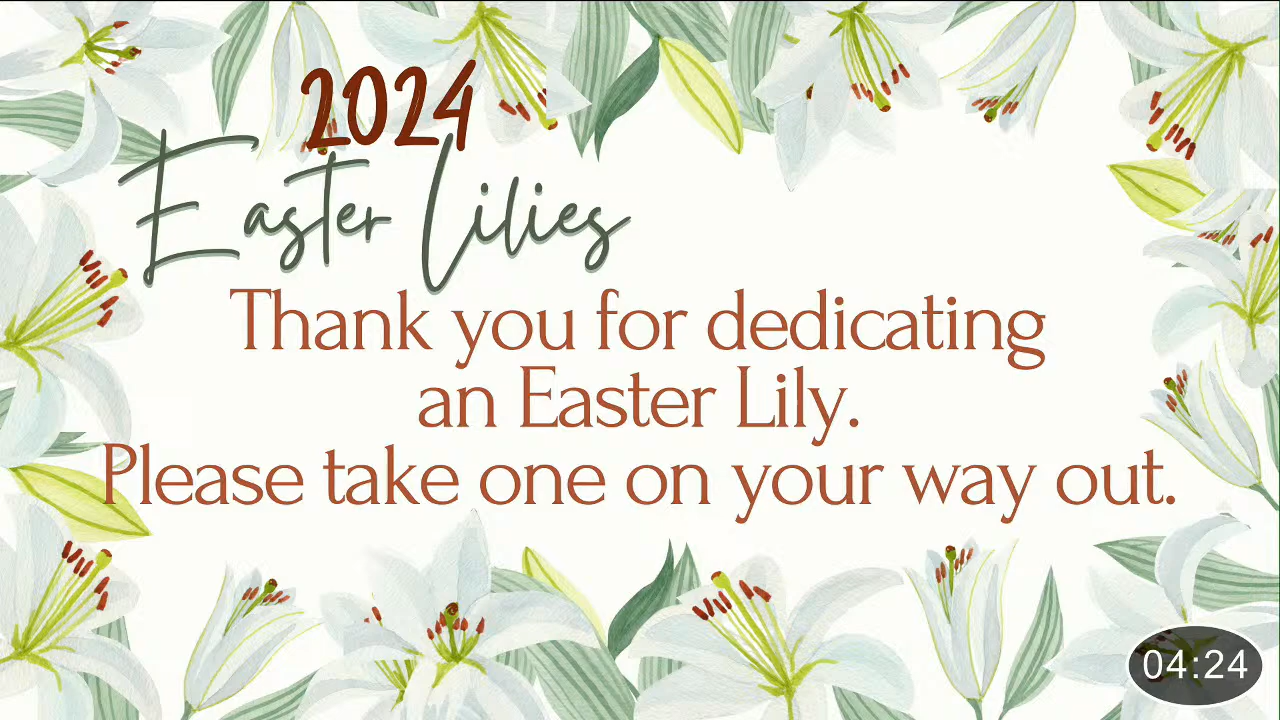 2024
Easter Lilies
Thank you for dedicating
an Easter Lily.
Please take one on your way out.
04:24